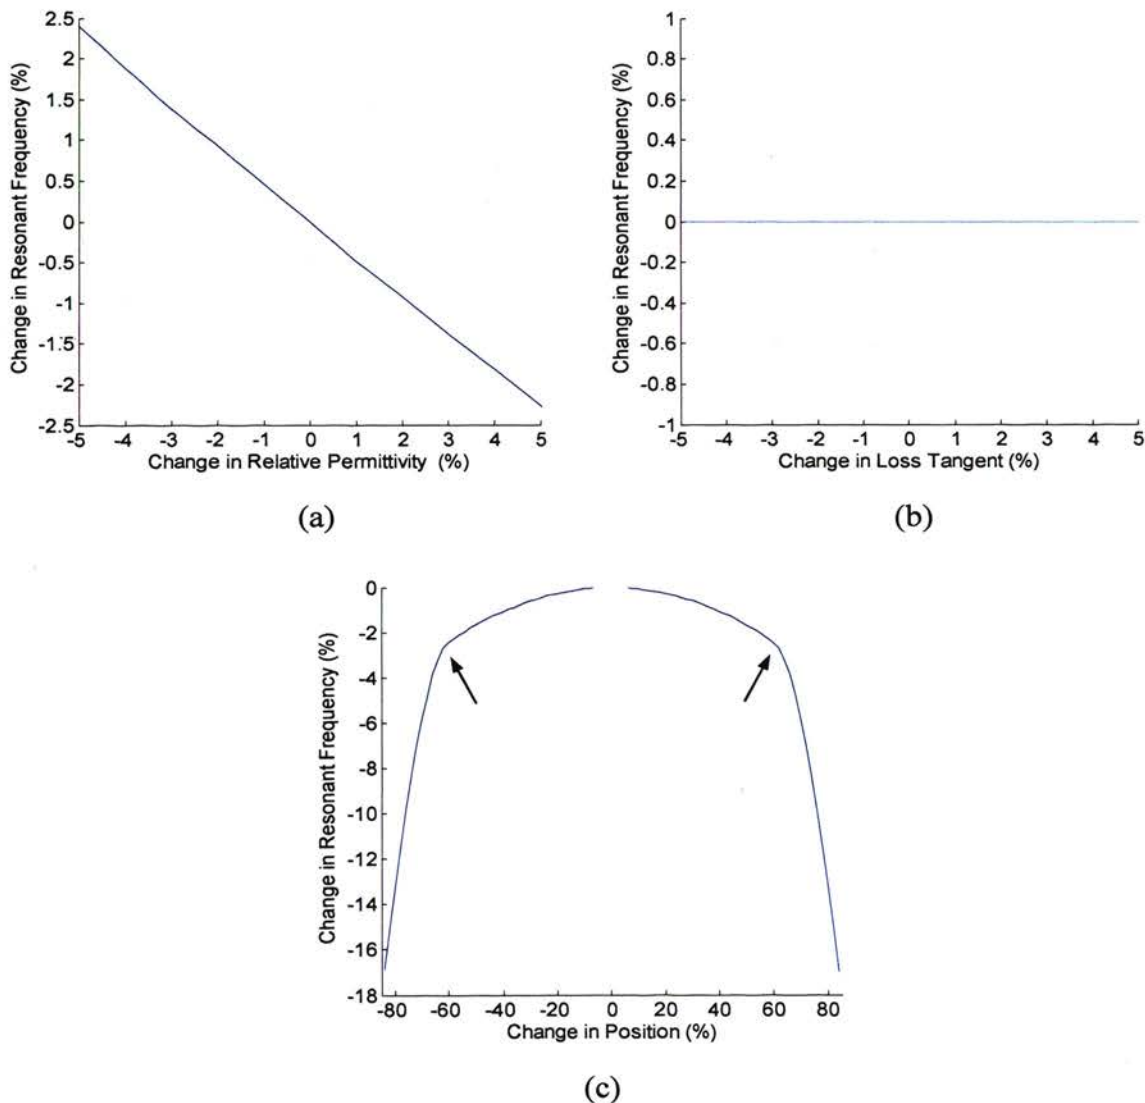 2.5
2
1.5
1
0.5
0
-0.5
-1
-1.5
-2
-2.5
Change in Resonant Frequency (%)
-5 -4 -3 -2 -1 0 1 2 3 4 5
Change in Relative Permittivity (%)
(a)
1
0.8
0.6
0.4
0.2
0
-0.2
-0.4
-0.6
-0.8
-1
Change in Resonant Frequency (%)
-5 -4 -3 -2 -1 0 1 2 3 4 5
Change in Loss Tangent (%)
(b)
0
-2
-4
-6
-8
-10
-12
-14
-16
-18
Change in Resonant Frequency (%)
-80 -60 -40 -20 0 20 40 60 80
Change in Position (%)
(c)